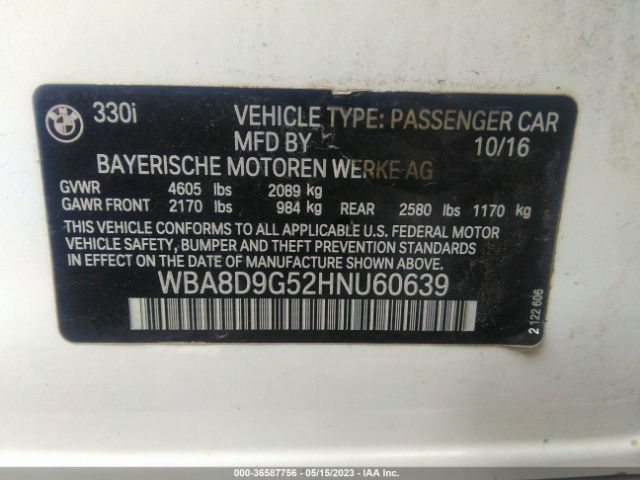 BMW
330i VEHICLE TYPE: PASSENGER CAR
MFD BY 10/16
BAYERISCHE MOTOREN WERKE AG
GVWR 4605 lbs 2089 kg
GAWR FRONT 2170 lbs 984 kg REAR 2580 lbs 1170 kg
THIS VEHICLE CONFORMS TO ALL APPLICABLE U.S. FEDERAL MOTOR
VEHICLE SAFETY, BUMPER AND THEFT PREVENTION STANDARDS IN
EFFECT ON THE DATE OF MANUFACTURE SHOWN ABOVE.
WBA8D9G52HNU60639
2 122 606
000-36587756 - 05/15/2023 - IAAI.COM